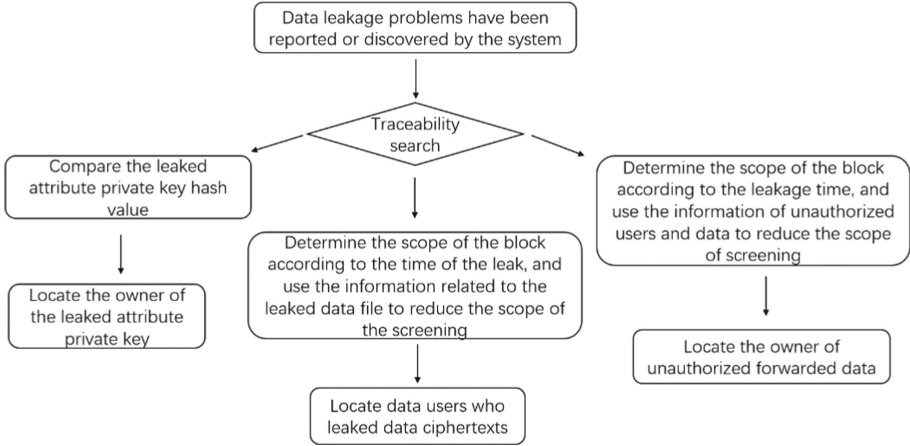 Data leakage problems have been
reported or discovered by the system
Traceability
search
Compare the leaked
attribute private key hash
value
Locate the owner of
the leaked attribute
private key
Determine the scope of the block
according to the time of the leak, and
use the information related to the
leaked data file to reduce the scope of
the screening
Locate data users who
leaked data ciphertexts
Determine the scope of the block
according to the leakage time, and
use the information of unauthorized
users and data to reduce the scope
of screening
Locate the owner of
unauthorized forwarded data